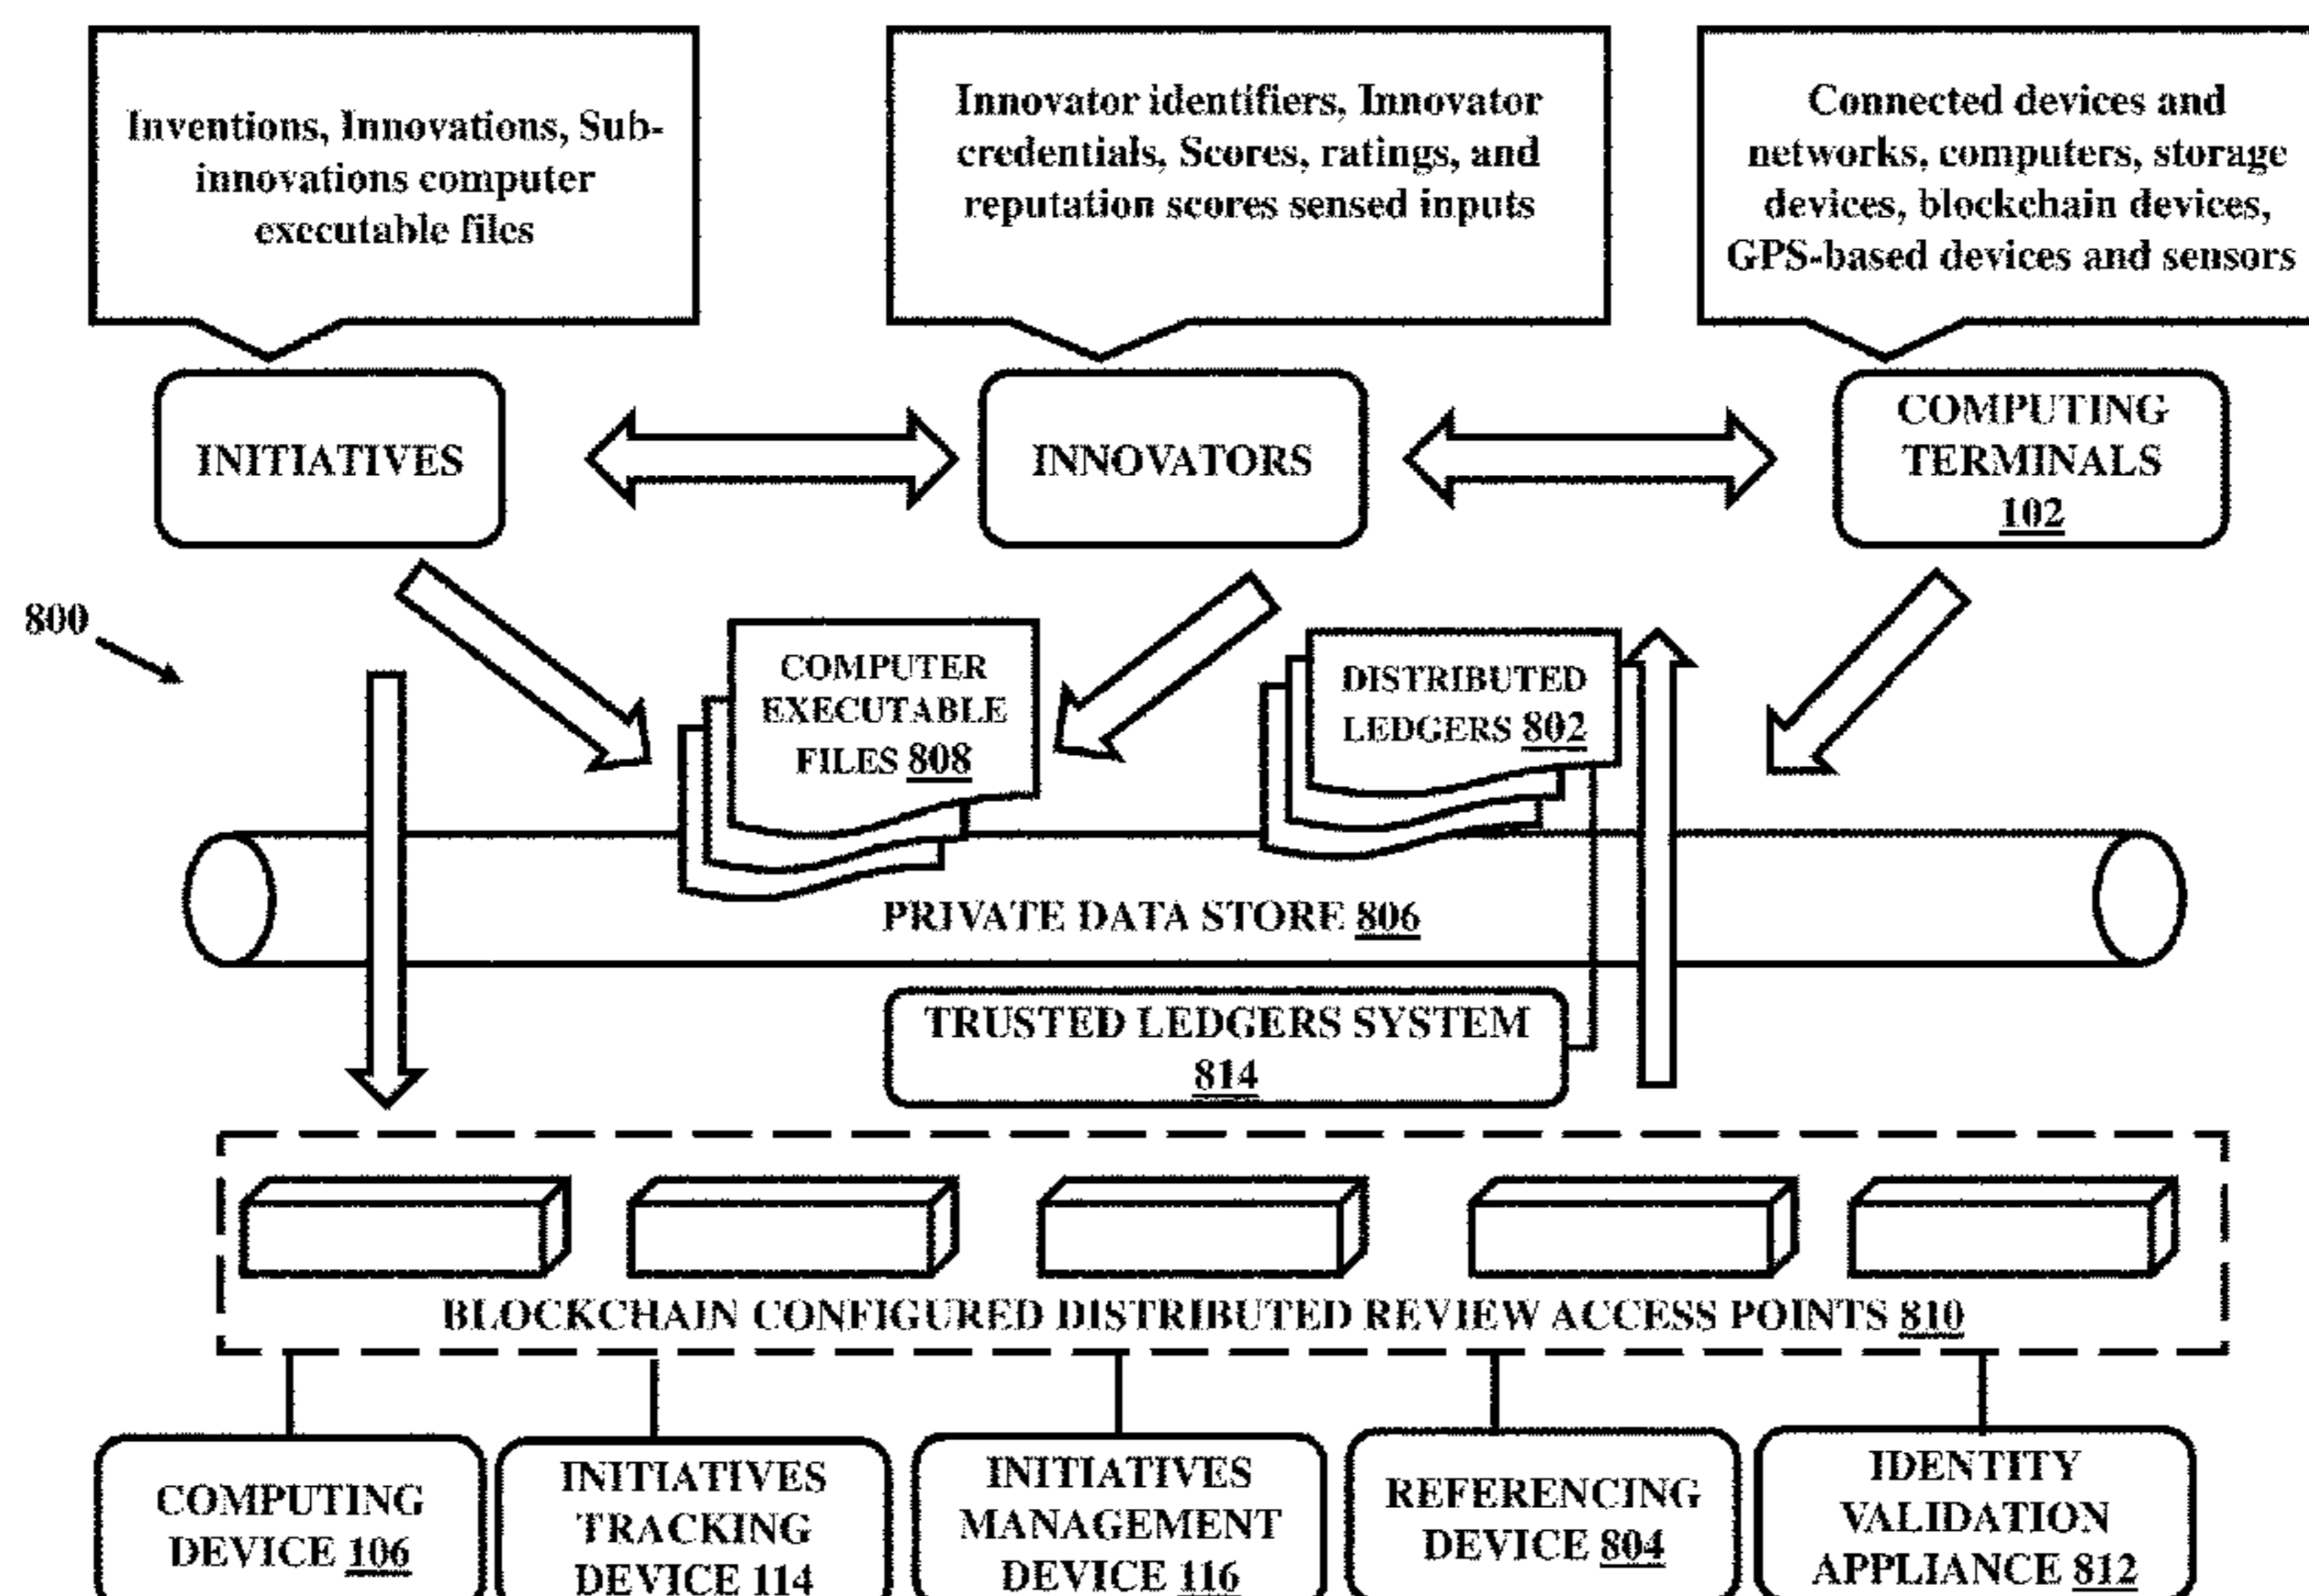 Inventions, Innovations, Sub-
innovations computer
executable files
Innovator identifiers, Innovator
credentials, Scores, ratings, and
reputation scores sensed inputs
Connected devices and
networks, computers, storage
devices, blockchain devices,
GPS-based devices and sensors
INITIATIVES
INNOVATORS
COMPUTING
TERMINALS
102
800
COMPUTER
EXECUTABLE
FILES 808
DISTRIBUTED
LEDGERS 802
PRIVATE DATA STORE 806
TRUSTED LEDGERS SYSTEM
814
BLOCKCHAIN CONFIGURED DISTRIBUTED REVIEW ACCESS POINTS 810
COMPUTING
DEVICE 106
INITIATIVES
TRACKING
DEVICE 114
INITIATIVES
MANAGEMENT
DEVICE 116
REFERENCING
DEVICE 804
IDENTITY
VALIDATION
APPLIANCE 812